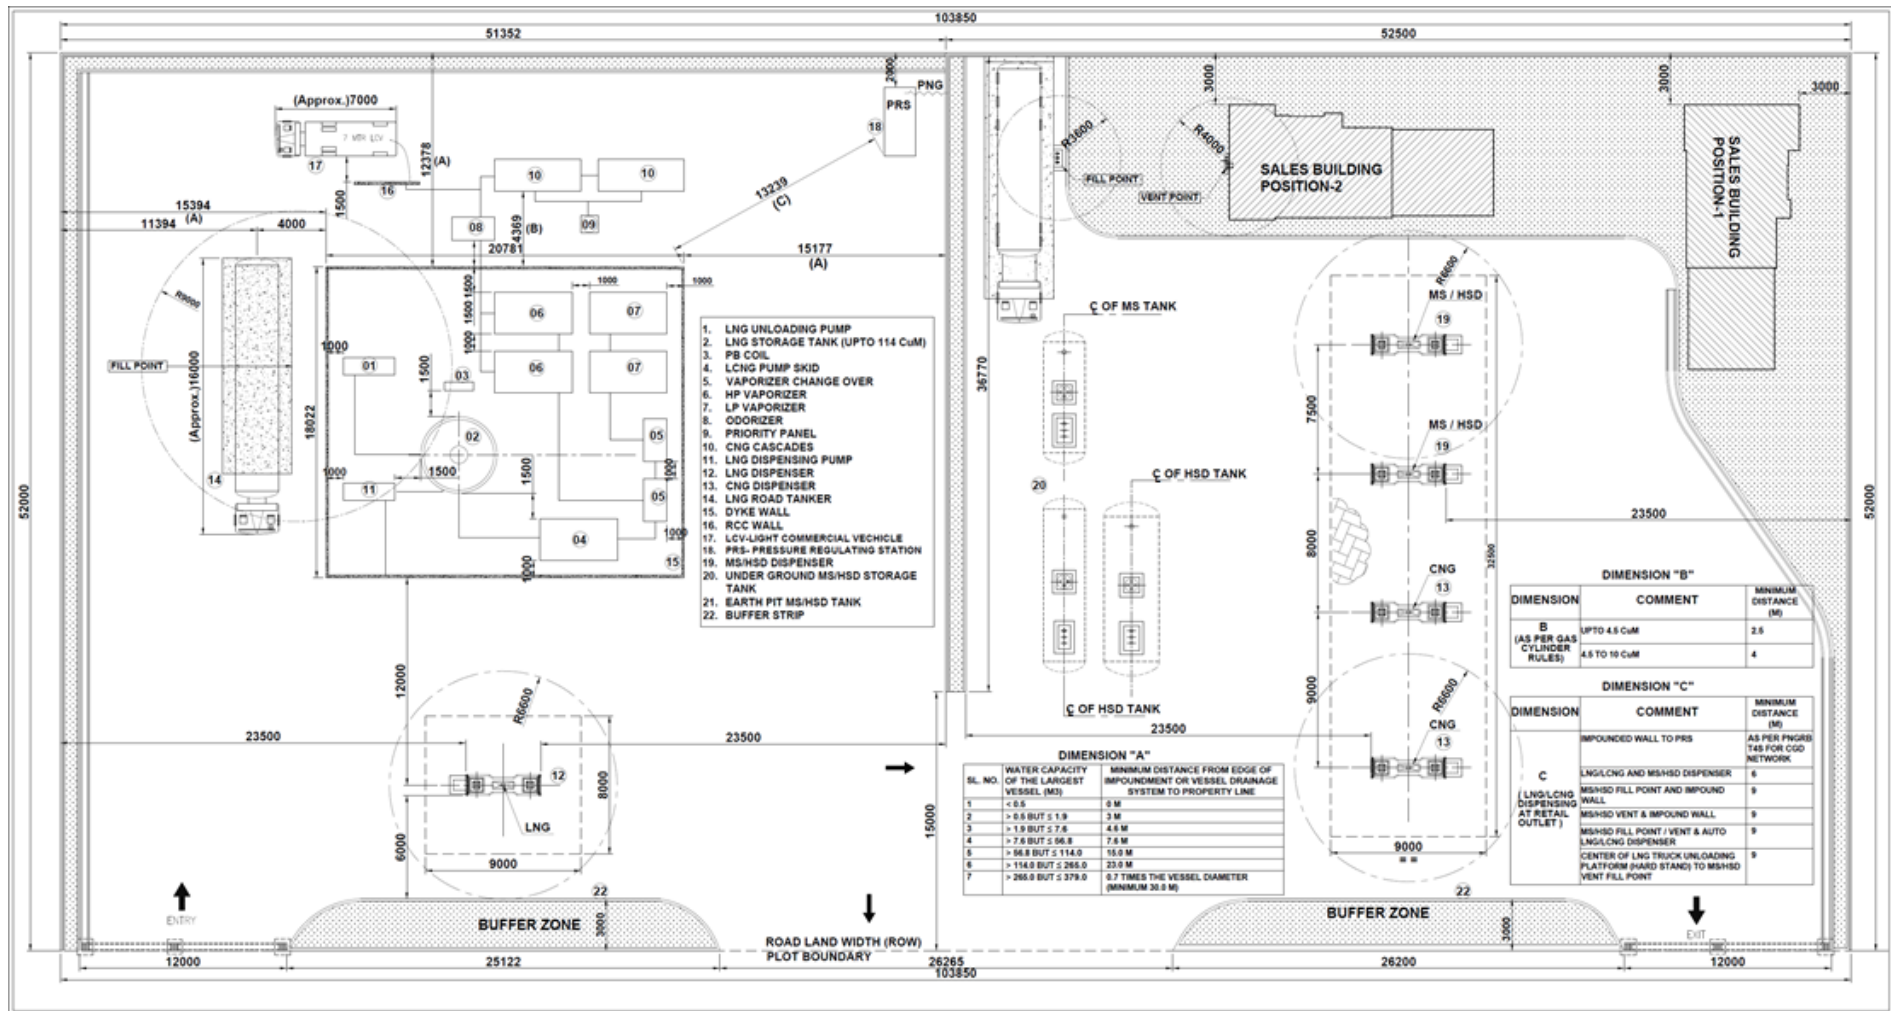 103850
51352
52500
(Approx.)7000
7 MTR LCV
17
16
1500
12378
(A)
2000
PNG
PRS
18
13239
(C)
10
10
09
08
4369
(B)
15394
(A)
11394
4000
20781
15177
(A)
R9000
FILL POINT
(Approx.)16000
14
18022
1000
01
03
1500
02
1000
11
1500
1500
1500
1500
1000
06
06
07
07
1000
1000
05
05
1000
1000
04
1000
15
1. LNG UNLOADING PUMP
2. LNG STORAGE TANK (UPTO 114 CuM)
3. PB COIL
4. LCNG PUMP SKID
5. VAPORIZER CHANGE OVER
6. HP VAPORIZER
7. LP VAPORIZER
8. ODORIZER
9. PRIORITY PANEL
10. CNG CASCADES
11. LNG DISPENSING PUMP
12. LNG DISPENSER
13. CNG DISPENSER
14. LNG ROAD TANKER
15. DYKE WALL
16. RCC WALL
17. LCV-LIGHT COMMERCIAL VECHICLE
18. PRS- PRESSURE REGULATING STATION
19. MS/HSD DISPENSER
20. UNDER GROUND MS/HSD STORAGE
TANK
21. EARTH PIT MS/HSD TANK
22. BUFFER STRIP
52000
12000
R6600
23500
23500
12
LNG
8000
9000
6000
22
BUFFER ZONE
3000
ENTRY
12000
25122
26265
103850
26200
12000
ROAD LAND WIDTH (ROW)
PLOT BOUNDARY
15000
36770
R3600
FILL POINT
R4000
VENT POINT
3000
SALES BUILDING
POSITION-2
3000
3000
SALES BUILDING
POSITION-1
℄ OF MS TANK
℄ OF HSD TANK
20
℄ OF HSD TANK
R6600
MS / HSD
19
7500
MS / HSD
19
23500
8000
32500
CNG
13
9000
R6600
CNG
13
23500
9000
52000
DIMENSION "B"
DIMENSION COMMENT MINIMUM DISTANCE (M)
B (AS PER GAS CYLINDER RULES)
UPTO 4.5 CuM 2.5
4.5 TO 10 CuM 4
DIMENSION "C"
DIMENSION COMMENT MINIMUM DISTANCE (M)
C ( LNG/LCNG DISPENSING AT RETAIL OUTLET )
IMPOUNDED WALL TO PRS AS PER PNGRB T4S FOR CGD NETWORK
LNG/LCNG AND MS/HSD DISPENSER 6
MS/HSD FILL POINT AND IMPOUND WALL 9
MS/HSD VENT & IMPOUND WALL 9
MS/HSD FILL POINT / VENT & AUTO LNG/LCNG DISPENSER 9
CENTER OF LNG TRUCK UNLOADING PLATFORM (HARD STAND) TO MS/HSD VENT FILL POINT 9
DIMENSION "A"
SL. NO. WATER CAPACITY OF THE LARGEST VESSEL (M3) MINIMUM DISTANCE FROM EDGE OF IMPOUNDMENT OR VESSEL DRAINAGE SYSTEM TO PROPERTY LINE
1 < 0.5 0 M
2 > 0.5 BUT ≤ 1.9 3 M
3 > 1.9 BUT ≤ 7.6 4.6 M
4 > 7.6 BUT ≤ 56.8 7.6 M
5 > 56.8 BUT ≤ 114.0 15.0 M
6 > 114.0 BUT ≤ 265.0 23.0 M
7 > 265.0 BUT ≤ 379.0 0.7 TIMES THE VESSEL DIAMETER (MINIMUM 30.0 M)
22
BUFFER ZONE
3000
EXIT